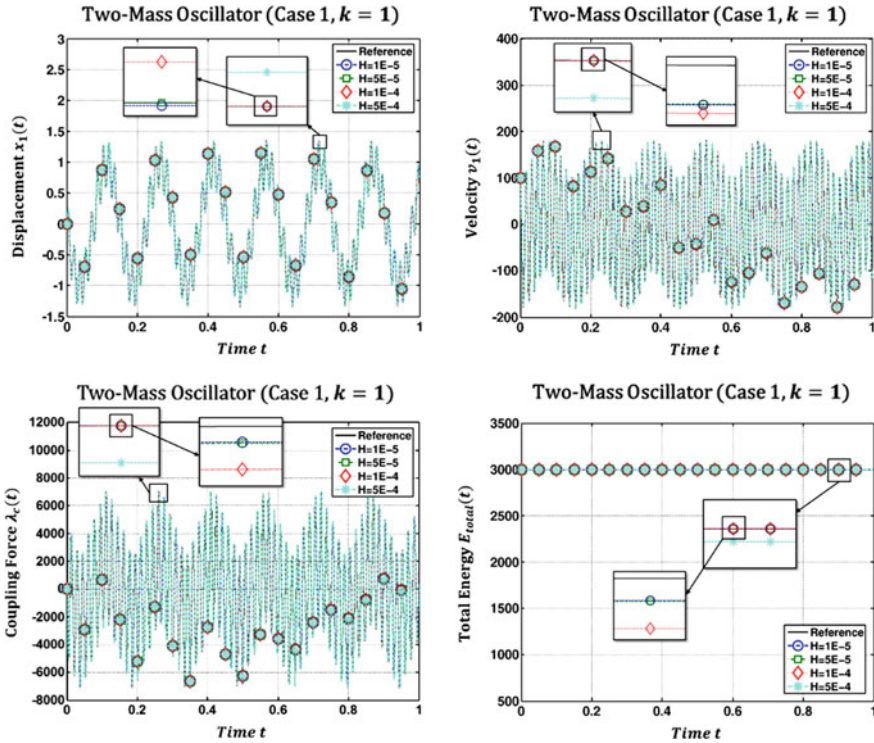 Two-Mass Oscillator (Case 1, k = 1)
Displacement x₁(t)
3
2.5
2
1.5
1
0.5
0
-0.5
-1
-1.5
0
0.2
0.4
0.6
0.8
1
Time t
Reference
H=1E-5
H=5E-5
H=1E-4
H=5E-4
Two-Mass Oscillator (Case 1, k = 1)
Velocity v₁(t)
400
300
200
100
0
-100
-200
0
0.2
0.4
0.6
0.8
1
Time t
Reference
H=1E-5
H=5E-5
H=1E-4
H=5E-4
Two-Mass Oscillator (Case 1, k = 1)
Coupling Force λc(t)
12000
10000
8000
6000
4000
2000
0
-2000
-4000
-6000
-8000
0
0.2
0.4
0.6
0.8
1
Time t
Reference
H=1E-5
H=5E-5
H=1E-4
H=5E-4
Two-Mass Oscillator (Case 1, k = 1)
Total Energy Etotal(t)
3500
3000
2500
2000
1500
1000
500
0
0.2
0.4
0.6
0.8
1
Time t
Reference
H=1E-5
H=5E-5
H=1E-4
H=5E-4